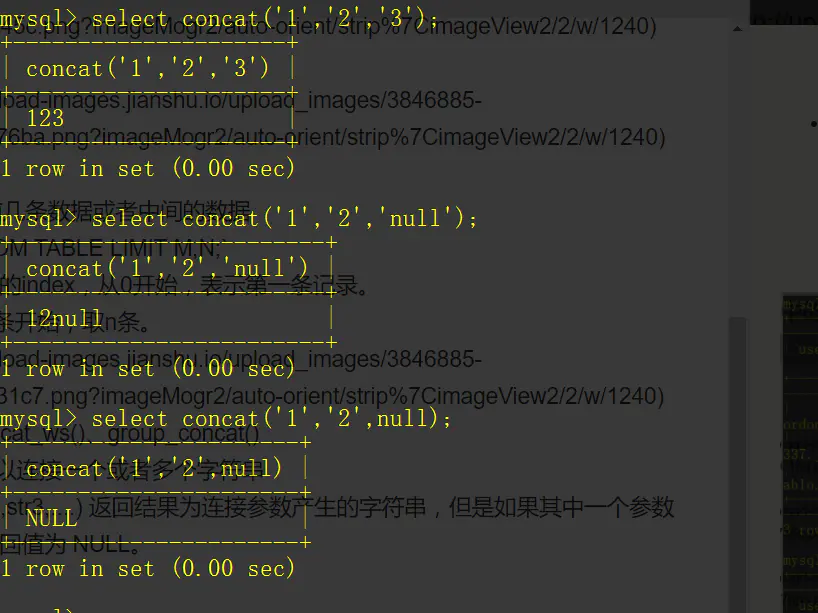 mysql> select concat('1','2','3');
+----------------------+
| concat('1','2','3') |
+----------------------+
| 123 |
+----------------------+
1 row in set (0.00 sec)
mysql> select concat('1','2','null');
+-------------------------+
| concat('1','2','null') |
+-------------------------+
| 12null |
+-------------------------+
1 row in set (0.00 sec)
mysql> select concat('1','2',null);
+-----------------------+
| concat('1','2',null) |
+-----------------------+
| NULL |
+-----------------------+
1 row in set (0.00 sec)
mysql>
.png?imageMogr2/auto-orient/strip%7CimageView2/2/w/1240)
load-images.jianshu.io/upload_images/3846885-
76ba.png?imageMogr2/auto-orient/strip%7CimageView2/2/w/1240)
几条数据或者中间的数据
OM TABLE LIMIT M,N;
的index，从0开始，表示第一条记录。
条开始，取n条。
load-images.jianshu.io/upload_images/3846885-
31c7.png?imageMogr2/auto-orient/strip%7CimageView2/2/w/1240)
cat_ws()、group_concat()
以连接一个或者多个字符串
,str2,...) 返回结果为连接参数产生的字符串，但是如果其中一个参数
回值为 NULL。
mysq
use
337.
3 row
mysq
use